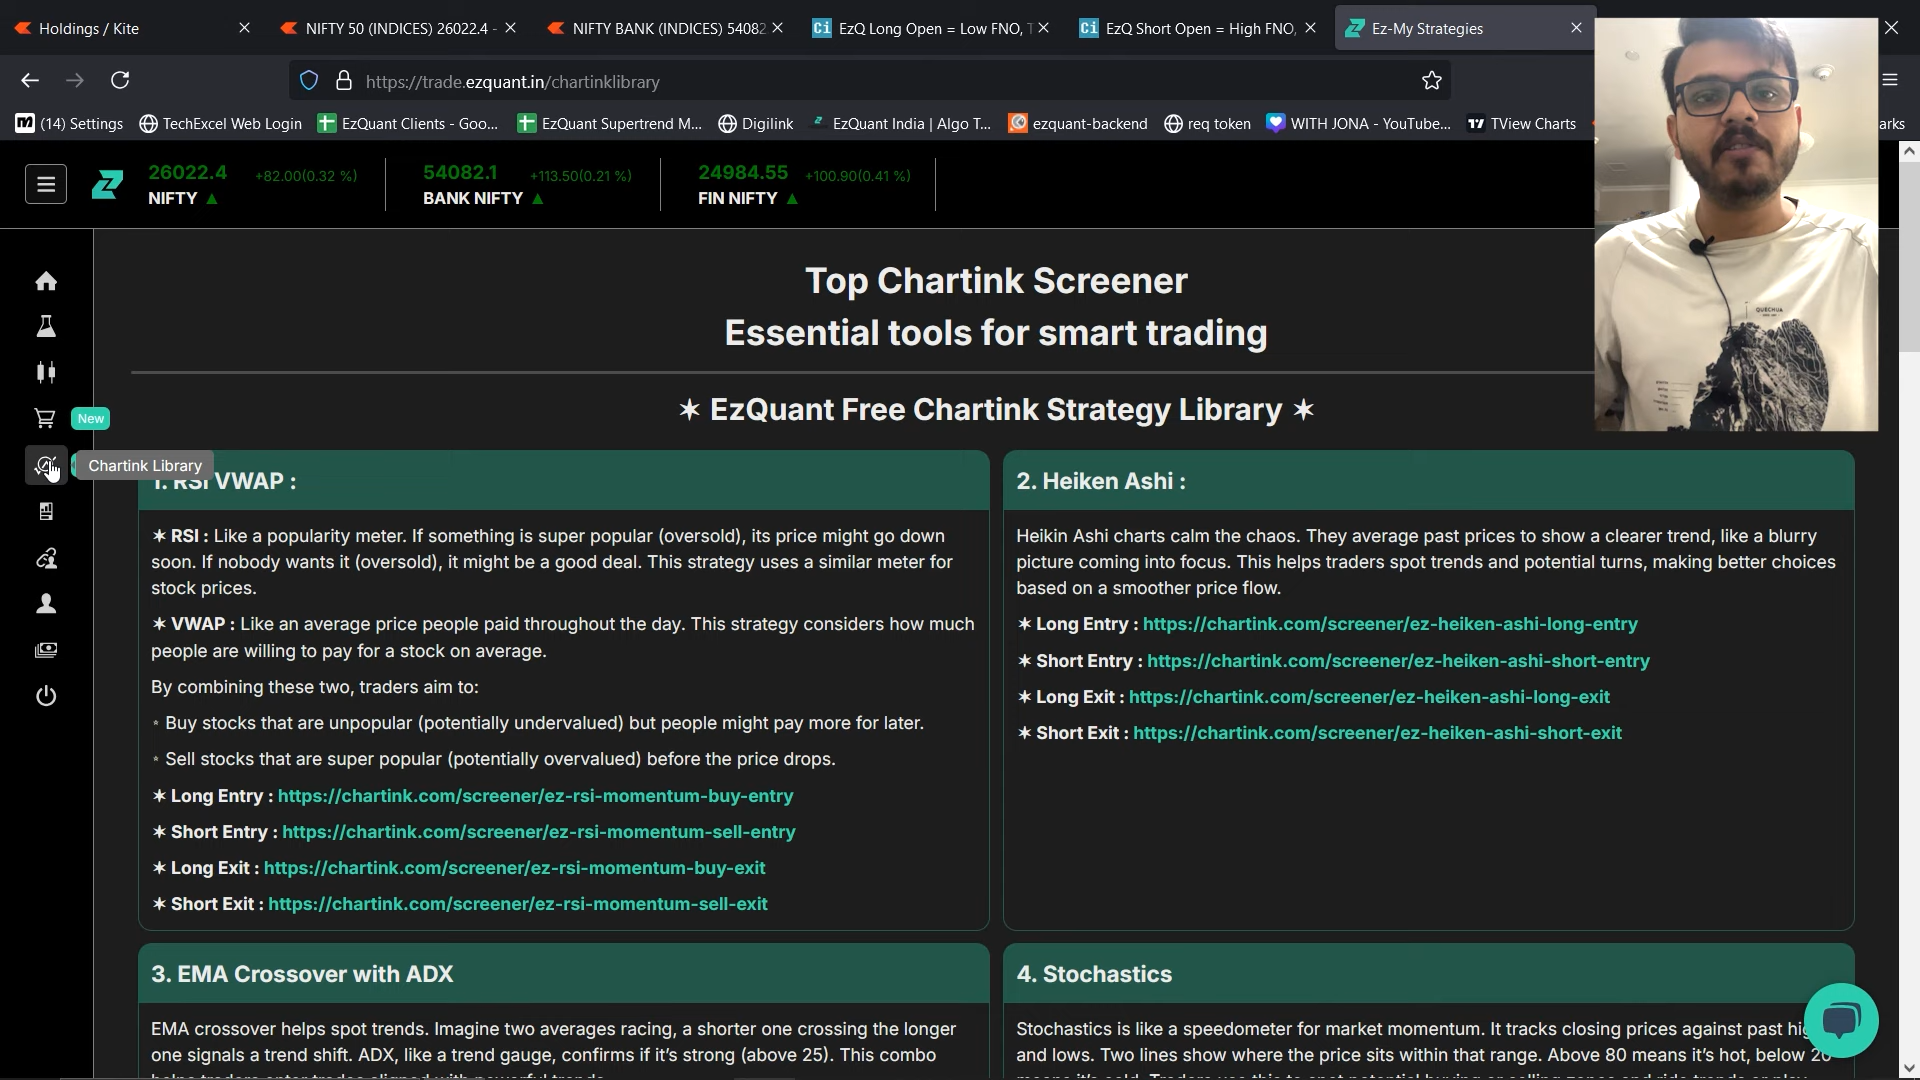 Holdings / Kite
NIFTY 50 (INDICES) 26022.4 -
NIFTY BANK (INDICES) 54082
Ci EzQ Long Open = Low FNO, T
Ci EzQ Short Open = High FNO,
Ez-My Strategies
https://trade.ezquant.in/chartinklibrary
(14) Settings
TechExcel Web Login
EzQuant Clients - Goo...
EzQuant Supertrend M...
Digilink
EzQuant India | Algo T...
ezquant-backend
req token
WITH JONA - YouTube...
TView Charts
arks
26022.4 +82.00(0.32 %)
NIFTY ▲
54082.1 +113.50(0.21 %)
BANK NIFTY ▲
24984.55 +100.90(0.41 %)
FIN NIFTY ▲
QUECHUA
Top Chartink Screener
Essential tools for smart trading
✶ EzQuant Free Chartink Strategy Library ✶
New
Chartink Library
1. RSI VWAP :
✶ RSI : Like a popularity meter. If something is super popular (oversold), its price might go down
soon. If nobody wants it (oversold), it might be a good deal. This strategy uses a similar meter for
stock prices.
✶ VWAP : Like an average price people paid throughout the day. This strategy considers how much
people are willing to pay for a stock on average.
By combining these two, traders aim to:
* Buy stocks that are unpopular (potentially undervalued) but people might pay more for later.
* Sell stocks that are super popular (potentially overvalued) before the price drops.
✶ Long Entry : https://chartink.com/screener/ez-rsi-momentum-buy-entry
✶ Short Entry : https://chartink.com/screener/ez-rsi-momentum-sell-entry
✶ Long Exit : https://chartink.com/screener/ez-rsi-momentum-buy-exit
✶ Short Exit : https://chartink.com/screener/ez-rsi-momentum-sell-exit
2. Heiken Ashi :
Heikin Ashi charts calm the chaos. They average past prices to show a clearer trend, like a blurry
picture coming into focus. This helps traders spot trends and potential turns, making better choices
based on a smoother price flow.
✶ Long Entry : https://chartink.com/screener/ez-heiken-ashi-long-entry
✶ Short Entry : https://chartink.com/screener/ez-heiken-ashi-short-entry
✶ Long Exit : https://chartink.com/screener/ez-heiken-ashi-long-exit
✶ Short Exit : https://chartink.com/screener/ez-heiken-ashi-short-exit
3. EMA Crossover with ADX
EMA crossover helps spot trends. Imagine two averages racing, a shorter one crossing the longer
one signals a trend shift. ADX, like a trend gauge, confirms if it's strong (above 25). This combo
4. Stochastics
Stochastics is like a speedometer for market momentum. It tracks closing prices against past
and lows. Two lines show where the price sits within that range. Above 80 means it's hot, below 20